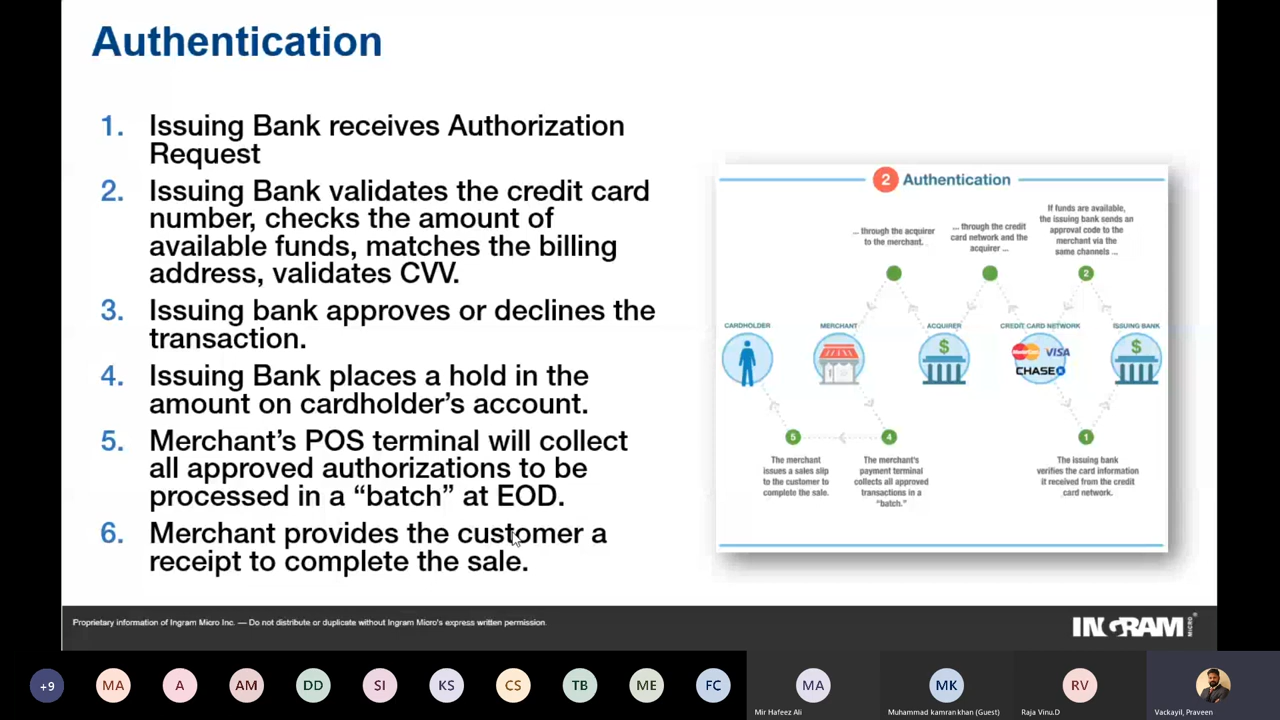 Authentication
1. Issuing Bank receives Authorization
Request
2. Issuing Bank validates the credit card
number, checks the amount of
available funds, matches the billing
address, validates CVV.
3. Issuing bank approves or declines the
transaction.
4. Issuing Bank places a hold in the
amount on cardholder's account.
5. Merchant's POS terminal will collect
all approved authorizations to be
processed in a “batch” at EOD.
6. Merchant provides the customer a
receipt to complete the sale.
2 Authentication
... through the acquirer
to the merchant.
... through the credit
card network and the
acquirer ...
If funds are available,
the issuing bank sends an
approval code to the
merchant via the
same channels ...
2
CARDHOLDER
MERCHANT
ACQUIRER
CREDIT CARD NETWORK
ISSUING BANK
$
MasterCard VISA
CHASE
$
5
4
1
The merchant
issues a sales slip
to the customer to
complete the sale.
The merchant's
payment terminal
collects all approved
transactions in a
“batch.”
The issuing bank
verifies the card information
it received from the credit
card network.
Proprietary information of Ingram Micro Inc. — Do not distribute or duplicate without Ingram Micro's express written permission.
INGRAM MICRO ®
+9
MA
A
AM
DD
SI
KS
CS
TB
ME
FC
MA
Mir Hafeez Ali
MK
Muhammad kamran khan (Guest)
RV
Raja Vinu.D
Vackayil, Praveen